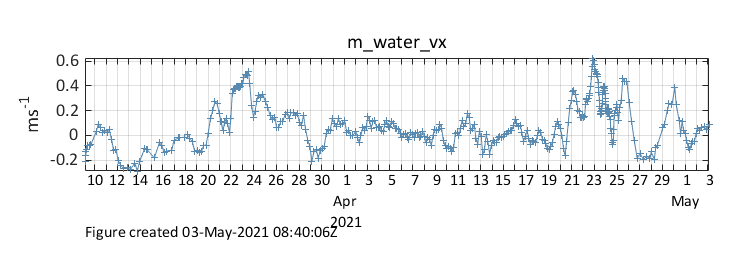 m_water_vx
0.6
0.4
0.2
0
-0.2
ms-1
10 12 14 16 18 20 22 24 26 28 30 1 3 5 7 9 11 13 15 17 19 21 23 25 27 29 1 3
Apr May
2021
Figure created 03-May-2021 08:40:06Z